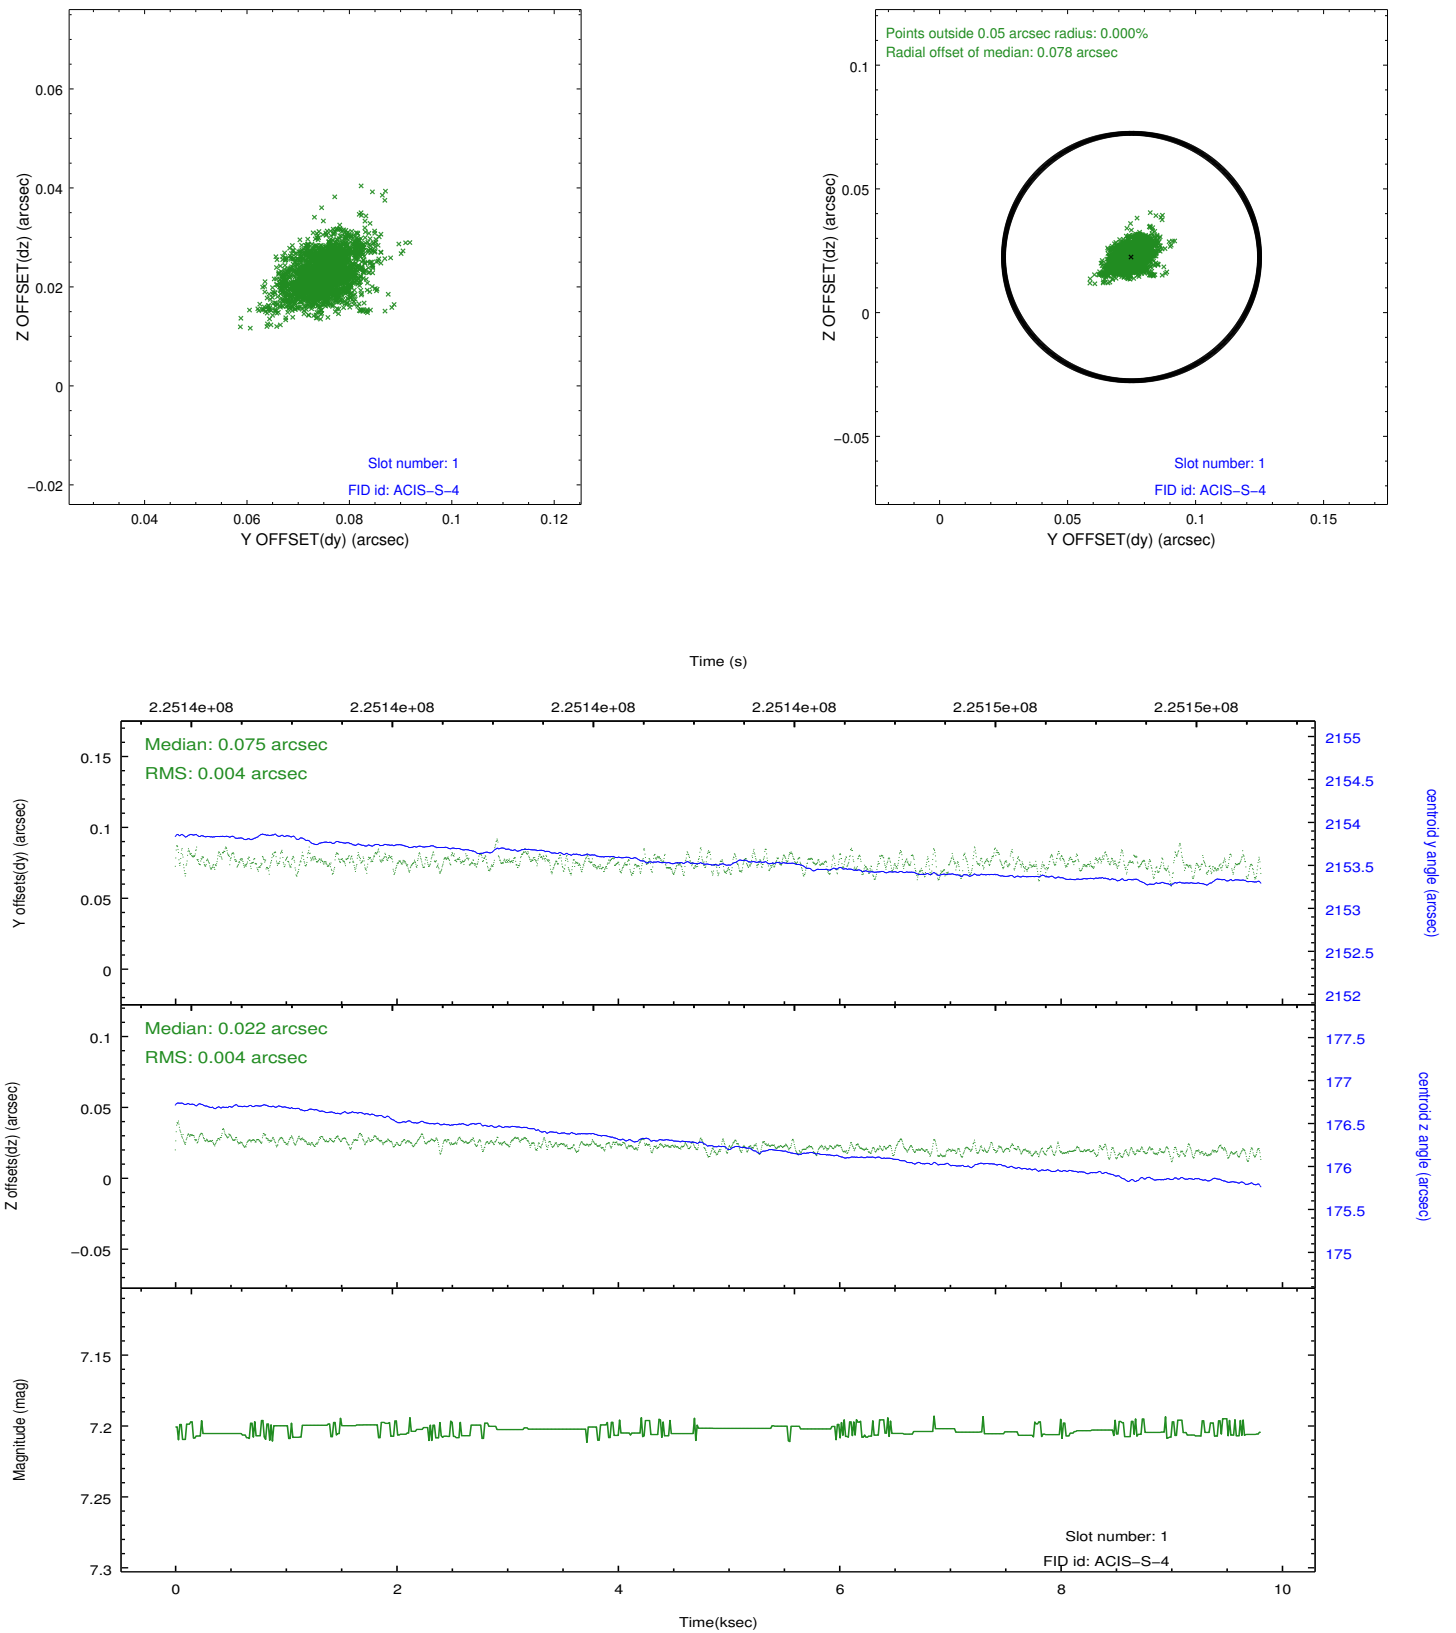 0.06
0.04
0.02
0
−0.02
Z OFFSET(dz) (arcsec)
Slot number: 1
FID id: ACIS−S−4
0.04
0.06
0.08
0.1
0.12
Y OFFSET(dy) (arcsec)
Points outside 0.05 arcsec radius: 0.000%
Radial offset of median: 0.078 arcsec
0.1
0.05
0
−0.05
Z OFFSET(dz) (arcsec)
Slot number: 1
FID id: ACIS−S−4
0
0.05
0.1
0.15
Y OFFSET(dy) (arcsec)
Time (s)
2.2514e+08
2.2514e+08
2.2514e+08
2.2514e+08
2.2515e+08
2.2515e+08
Median: 0.075 arcsec
RMS: 0.004 arcsec
0.15
0.1
0.05
0
Y offsets(dy) (arcsec)
2155
2154.5
2154
2153.5
2153
2152.5
2152
centroid y angle (arcsec)
Median: 0.022 arcsec
RMS: 0.004 arcsec
0.1
0.05
0
−0.05
Z offsets(dz) (arcsec)
177.5
177
176.5
176
175.5
175
centroid z angle (arcsec)
7.15
7.2
7.25
7.3
Magnitude (mag)
Slot number: 1
FID id: ACIS−S−4
0
2
4
6
8
10
Time(ksec)